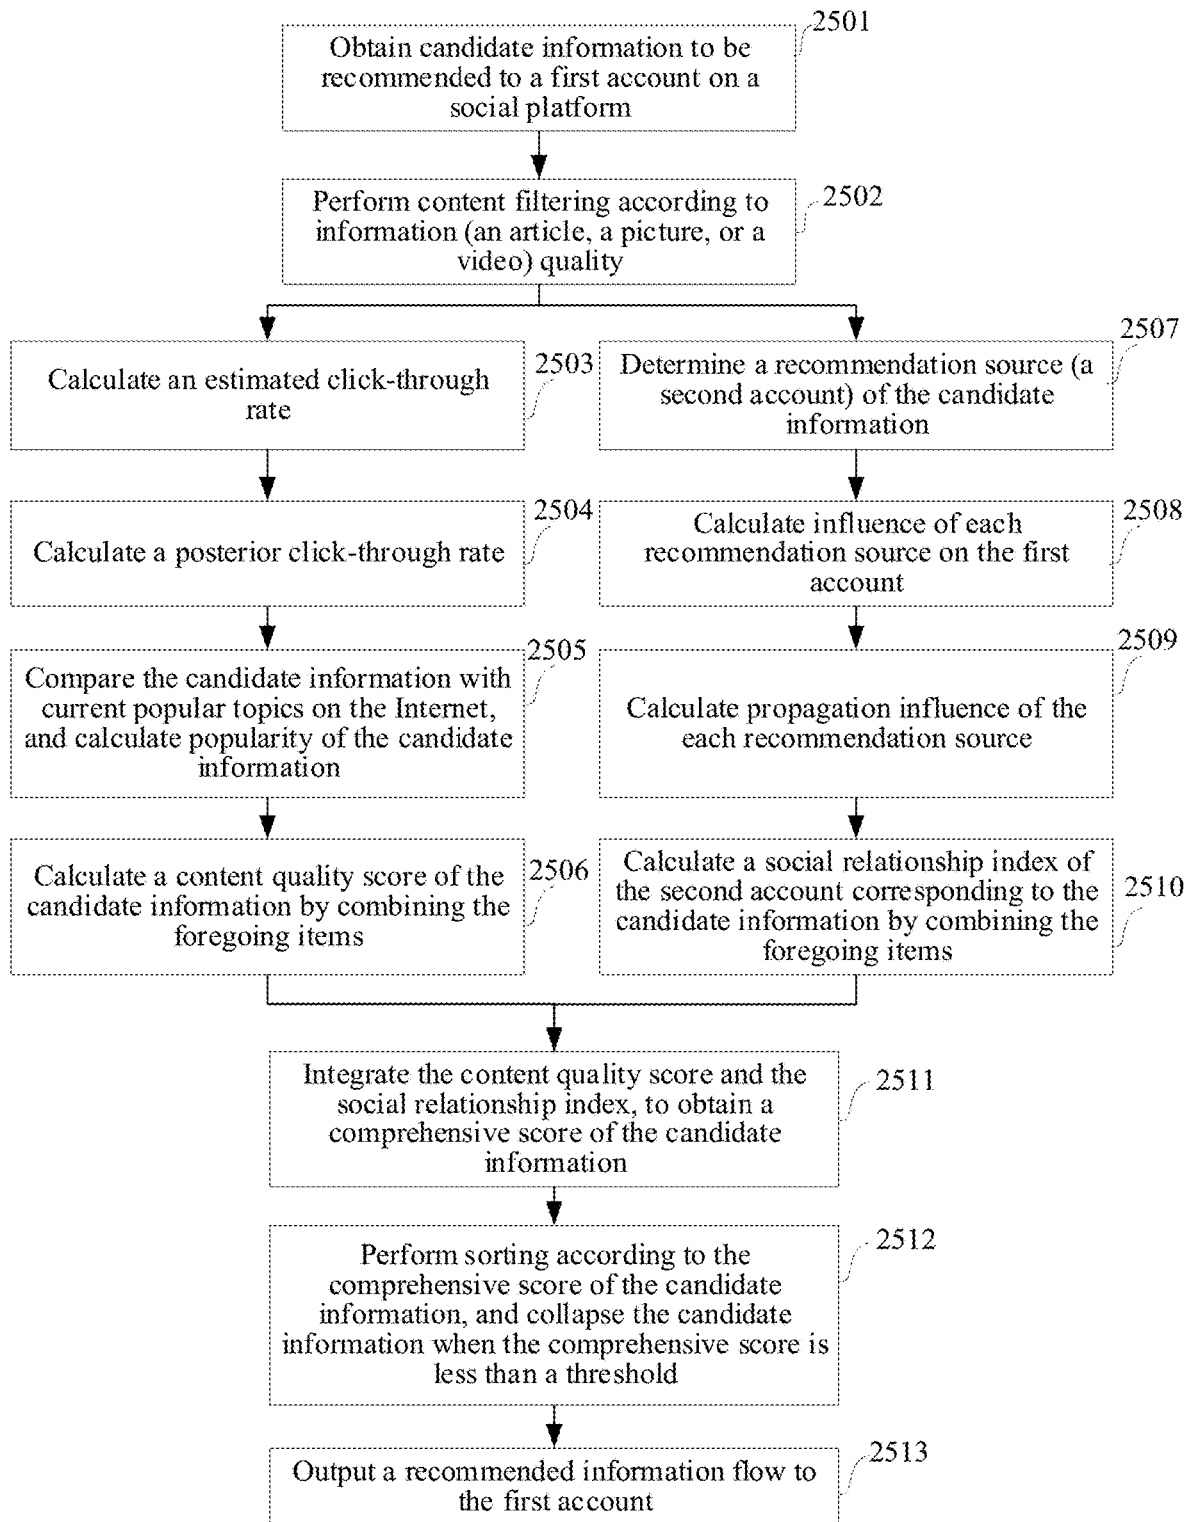 2501
Obtain candidate information to be
recommended to a first account on a
social platform
2502
Perform content filtering according to
information (an article, a picture, or a
video) quality
2503
Calculate an estimated click-through
rate
2504
Calculate a posterior click-through rate
2505
Compare the candidate information with
current popular topics on the Internet,
and calculate popularity of the candidate
information
2506
Calculate a content quality score of the
candidate information by combining the
foregoing items
2507
Determine a recommendation source (a
second account) of the candidate
information
2508
Calculate influence of each
recommendation source on the first
account
2509
Calculate propagation influence of the
each recommendation source
2510
Calculate a social relationship index of
the second account corresponding to the
candidate information by combining the
foregoing items
2511
Integrate the content quality score and the
social relationship index, to obtain a
comprehensive score of the candidate
information
2512
Perform sorting according to the
comprehensive score of the candidate
information, and collapse the candidate
information when the comprehensive score is
less than a threshold
2513
Output a recommended information flow to
the first account